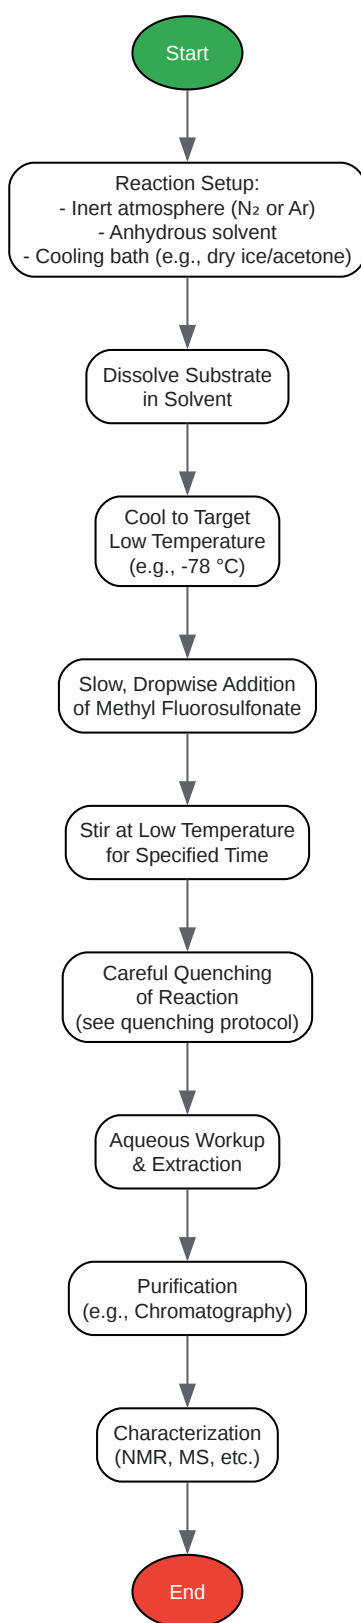 Start
Reaction Setup:
- Inert atmosphere (N₂ or Ar)
- Anhydrous solvent
- Cooling bath (e.g., dry ice/acetone)
Dissolve Substrate
in Solvent
Cool to Target
Low Temperature
(e.g., -78 °C)
Slow, Dropwise Addition
of Methyl Fluorosulfonate
Stir at Low Temperature
for Specified Time
Careful Quenching
of Reaction
(see quenching protocol)
Aqueous Workup
& Extraction
Purification
(e.g., Chromatography)
Characterization
(NMR, MS, etc.)
End